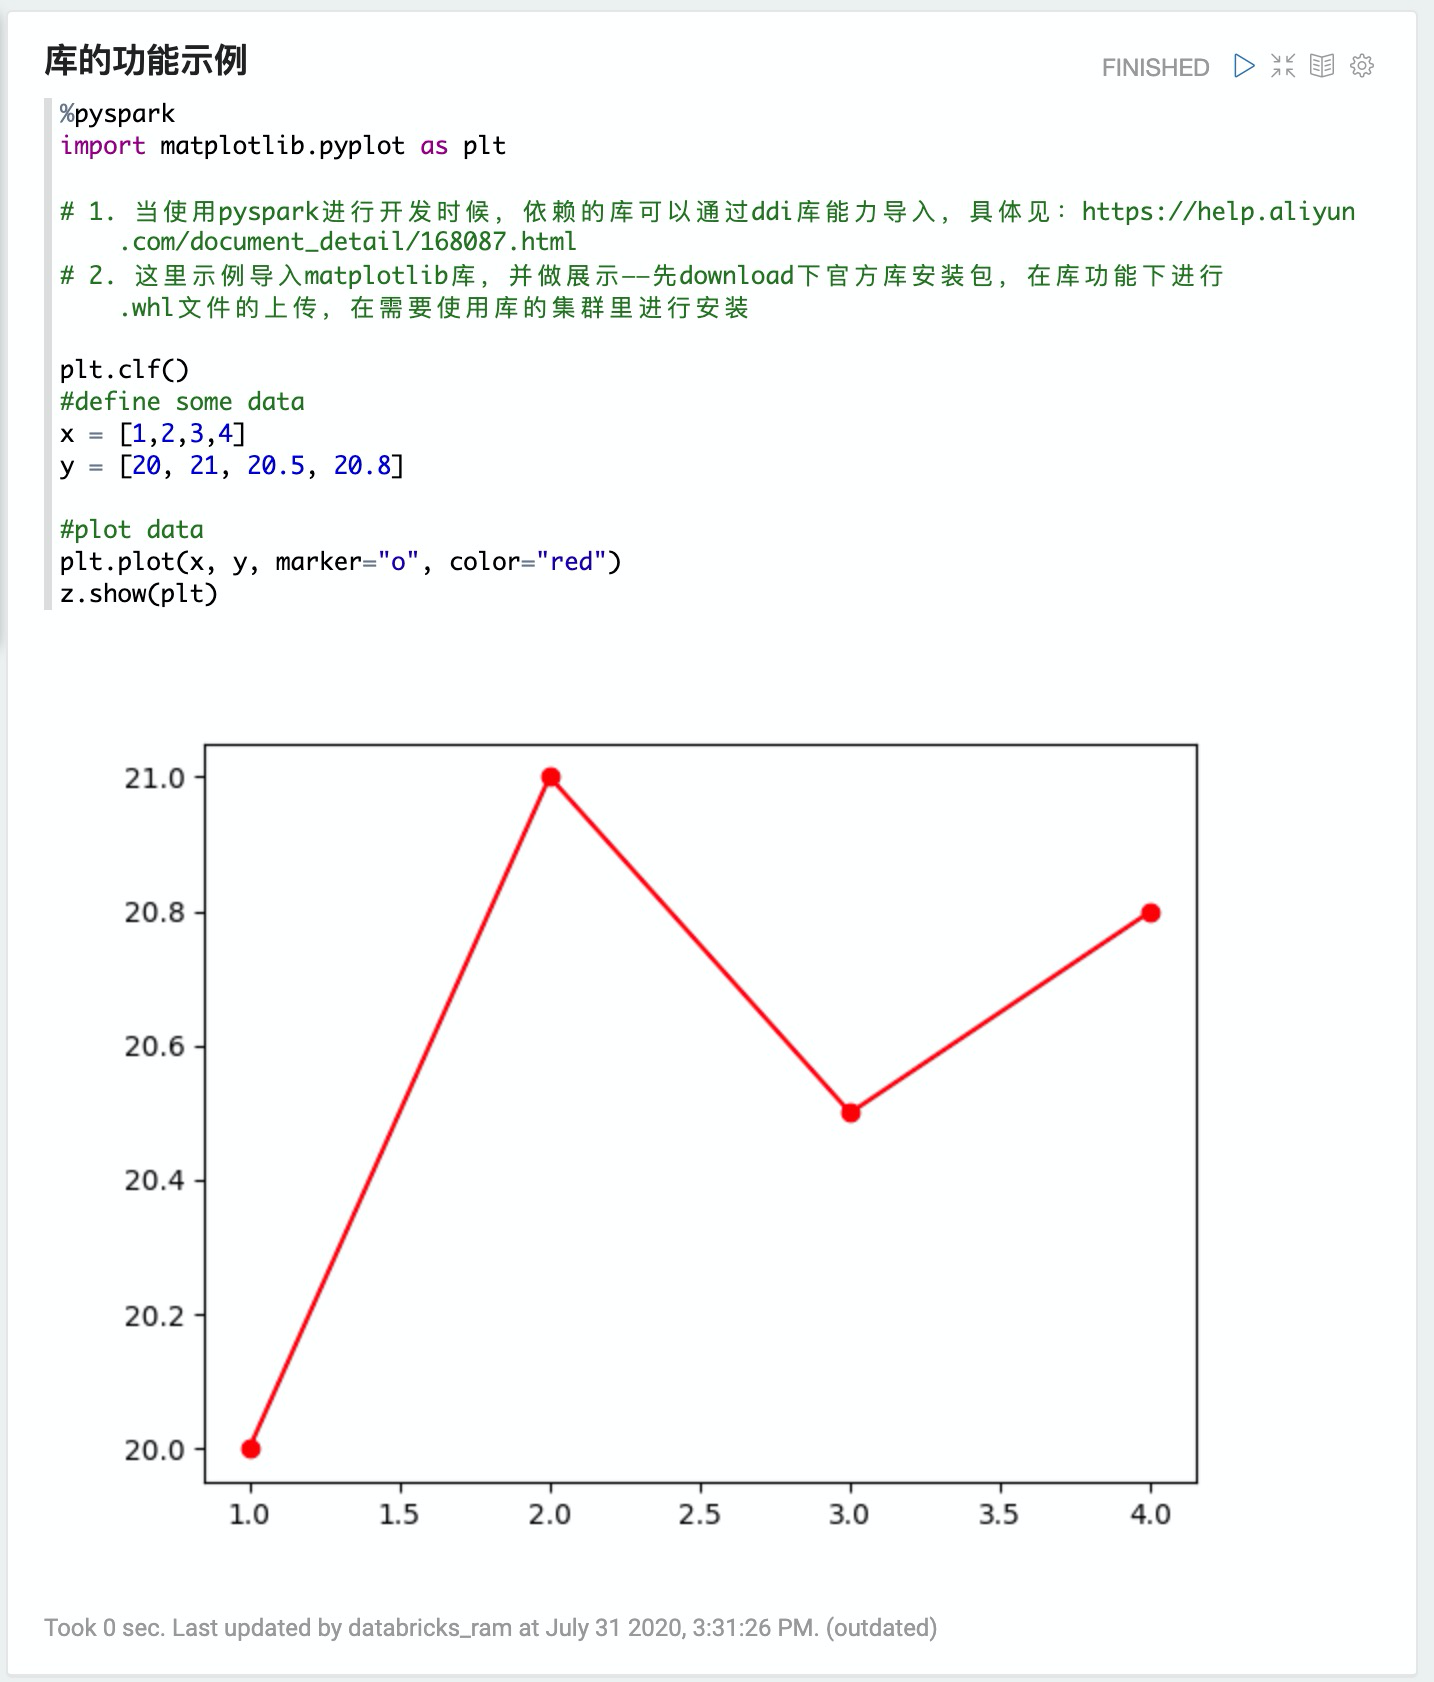 库的功能示例
FINISHED
%pyspark
import matplotlib.pyplot as plt
# 1. 当使用pyspark进行开发时候，依赖的库可以通过ddi库能力导入，具体见：https://help.aliyun
.com/document_detail/168087.html
# 2. 这里示例导入matplotlib库，并做展示——先download下官方库安装包，在库功能下进行
.whl文件的上传，在需要使用库的集群里进行安装
plt.clf()
#define some data
x = [1,2,3,4]
y = [20, 21, 20.5, 20.8]
#plot data
plt.plot(x, y, marker="o", color="red")
z.show(plt)
21.0
20.8
20.6
20.4
20.2
20.0
1.0 1.5 2.0 2.5 3.0 3.5 4.0
Took 0 sec. Last updated by databricks_ram at July 31 2020, 3:31:26 PM. (outdated)